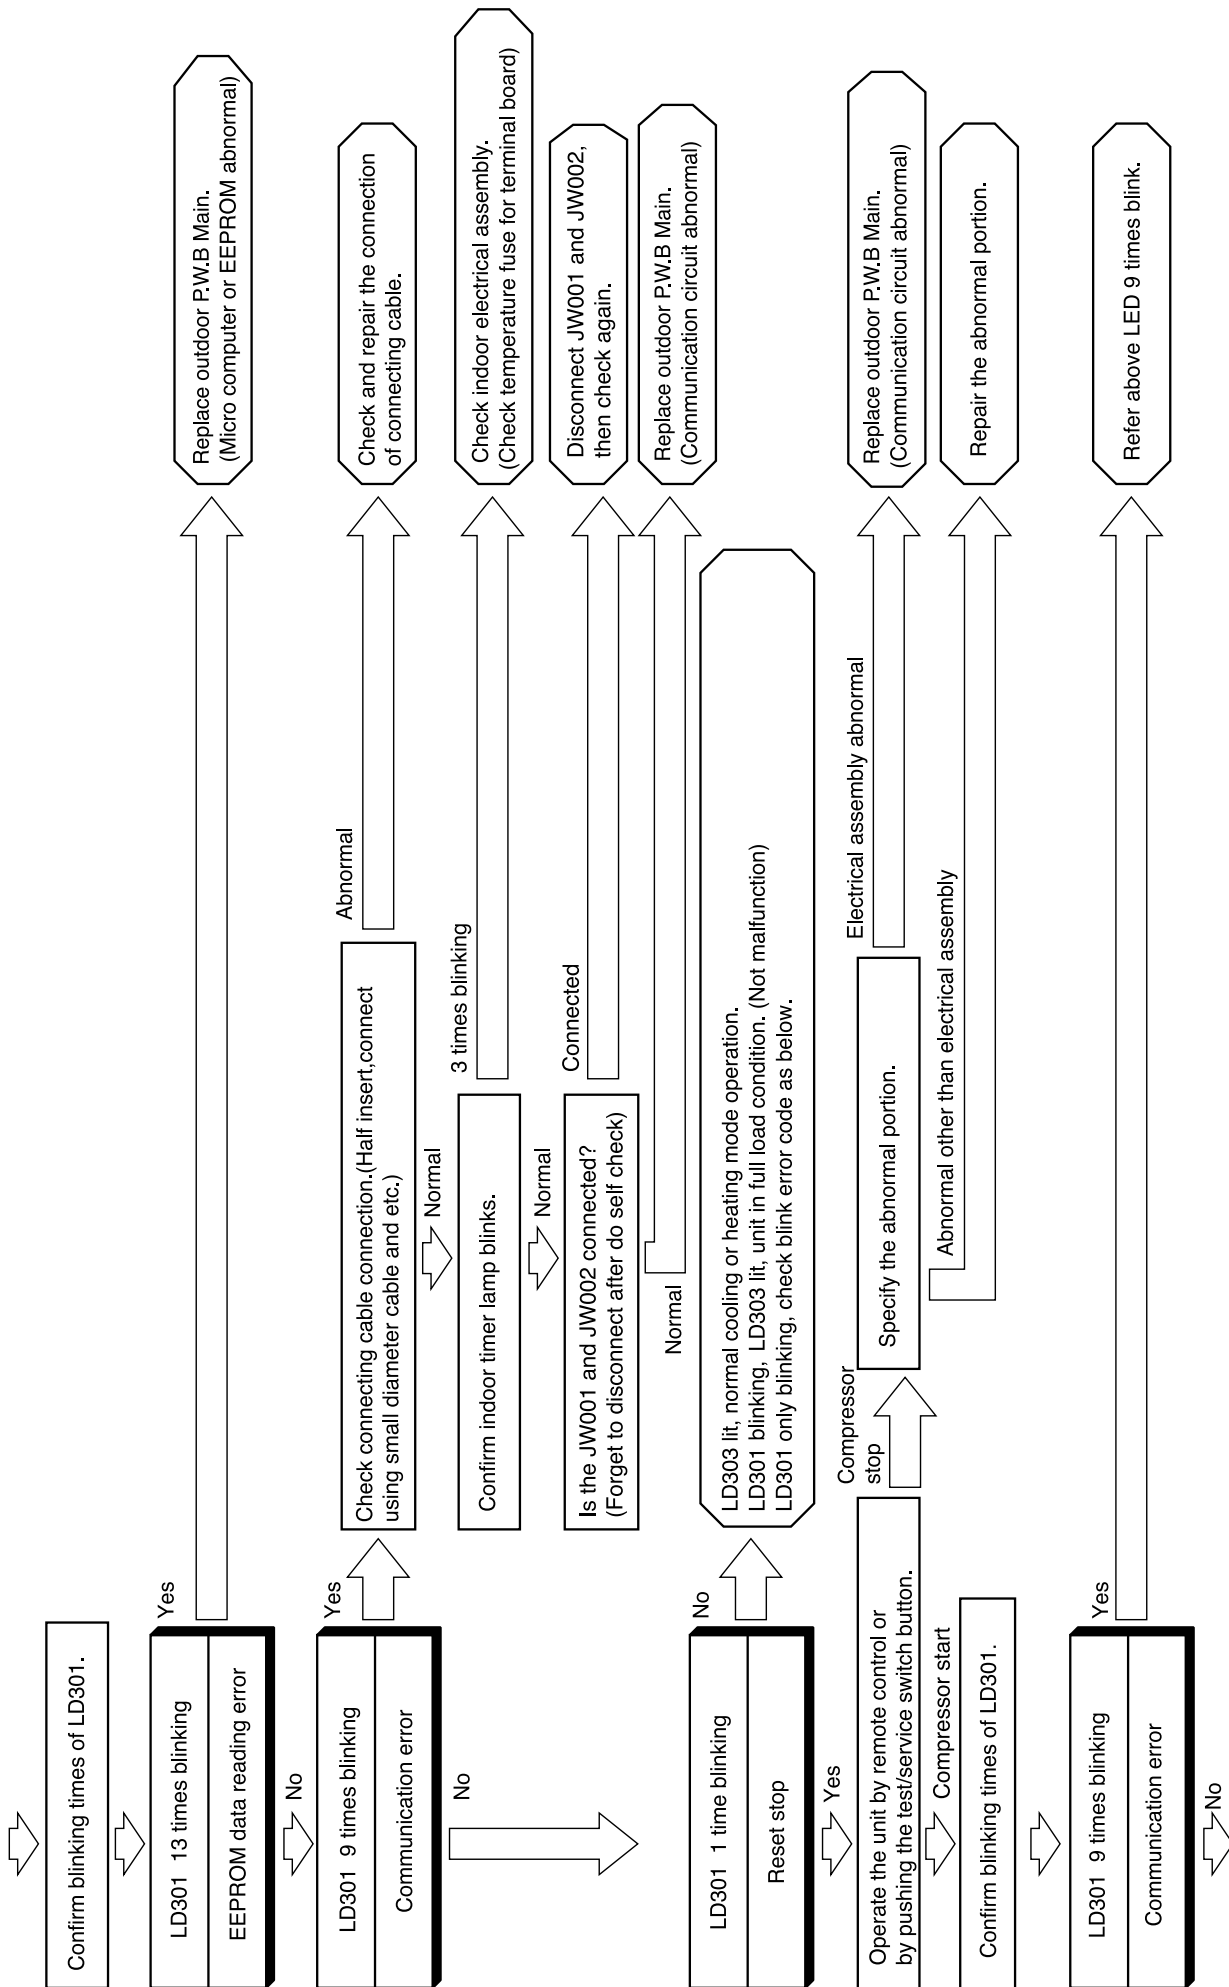 Confirm blinking times of LD301.
LD301 13 times blinking
EEPROM data reading error
Yes
Replace outdoor P.W.B Main.
(Micro computer or EEPROM abnormal)
No
LD301 9 times blinking
Communication error
Yes
Check connecting cable connection.(Half insert,connect
using small diameter cable and etc.)
Abnormal
Check and repair the connection
of connecting cable.
Normal
Confirm indoor timer lamp blinks.
3 times blinking
Check indoor electrical assembly.
(Check temperature fuse for terminal board)
Normal
Is the JW001 and JW002 connected?
(Forget to disconnect after do self check)
Connected
Disconnect JW001 and JW002,
then check again.
Normal
Replace outdoor P.W.B Main.
(Communication circuit abnormal)
No
LD301 1 time blinking
Reset stop
No
LD303 lit, normal cooling or heating mode operation.
LD301 blinking, LD303 lit, unit in full load condition. (Not malfunction)
LD301 only blinking, check blink error code as below.
Yes
Operate the unit by remote control or
by pushing the test/service switch button.
Compressor
stop
Specify the abnormal portion.
Electrical assembly abnormal
Replace outdoor P.W.B Main.
(Communication circuit abnormal)
Abnormal other than electrical assembly
Repair the abnormal portion.
Compressor start
Confirm blinking times of LD301.
LD301 9 times blinking
Communication error
Yes
Refer above LED 9 times blink.
No